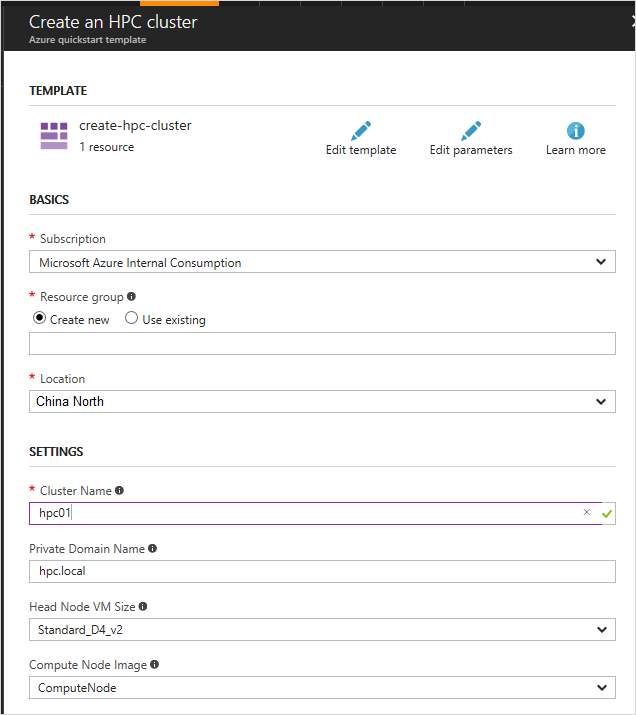 Create an HPC cluster
Azure quickstart template
TEMPLATE
create-hpc-cluster
1 resource
Edit template
Edit parameters
Learn more
BASICS
* Subscription
Microsoft Azure Internal Consumption
* Resource group
Create new
Use existing
* Location
China North
SETTINGS
* Cluster Name
hpc01
Private Domain Name
hpc.local
Head Node VM Size
Standard_D4_v2
Compute Node Image
ComputeNode